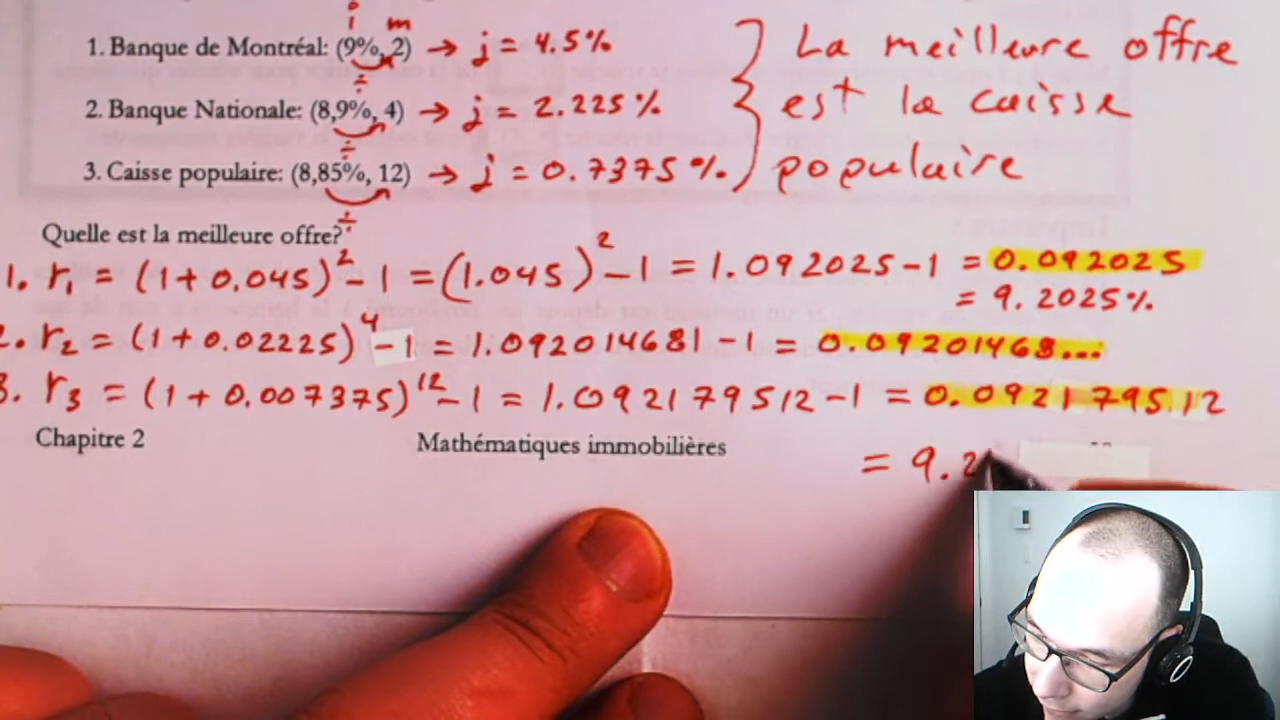 i m
1. Banque de Montréal: (9%, 2) → j = 4.5% } La meilleure offre
÷
2. Banque Nationale: (8,9%, 4) → j = 2.225% est la caisse
÷
3. Caisse populaire: (8,85%, 12) → j = 0.7375%. populaire
÷
Quelle est la meilleure offre?
1. r₁ = (1+0.045)² - 1 = (1.045)² - 1 = 1.092025 - 1 = 0.092025
= 9.2025%
2. r₂ = (1+0.02225)⁴ - 1 = 1.092014681 - 1 = 0.09201468...
3. r₃ = (1+0.007375)¹² - 1 = 1.092179512 - 1 = 0.092179512
Chapitre 2 Mathématiques immobilières
= 9.2